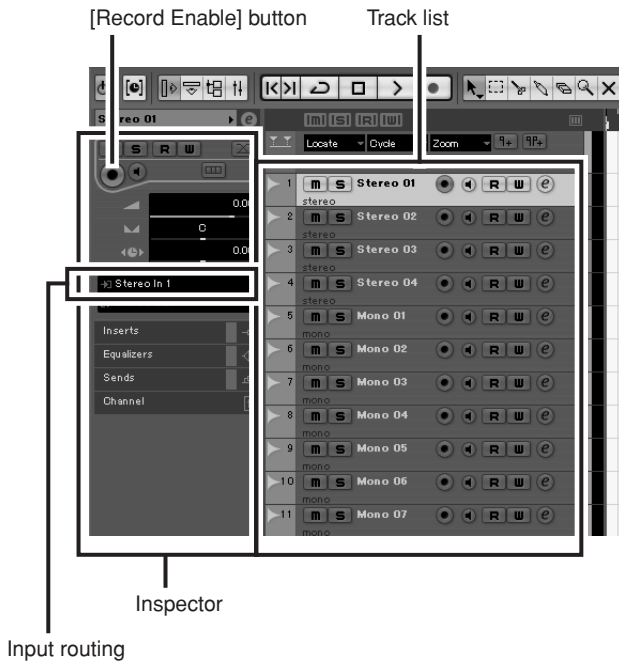 [Record Enable] button
Track list
Stereo 01
e
m S R W
0.00
C
0.00
Stereo In 1
Inserts
Equalizers
Sends
Channel
[m] [S] [R] [W]
Locate Cycle Zoom
1 m S Stereo 01 R W e
stereo
2 m S Stereo 02 R W e
stereo
3 m S Stereo 03 R W e
stereo
4 m S Stereo 04 R W e
stereo
5 m S Mono 01 R W e
mono
6 m S Mono 02 R W e
mono
7 m S Mono 03 R W e
mono
8 m S Mono 04 R W e
mono
9 m S Mono 05 R W e
mono
10 m S Mono 06 R W e
mono
11 m S Mono 07 R W e
mono
Inspector
Input routing